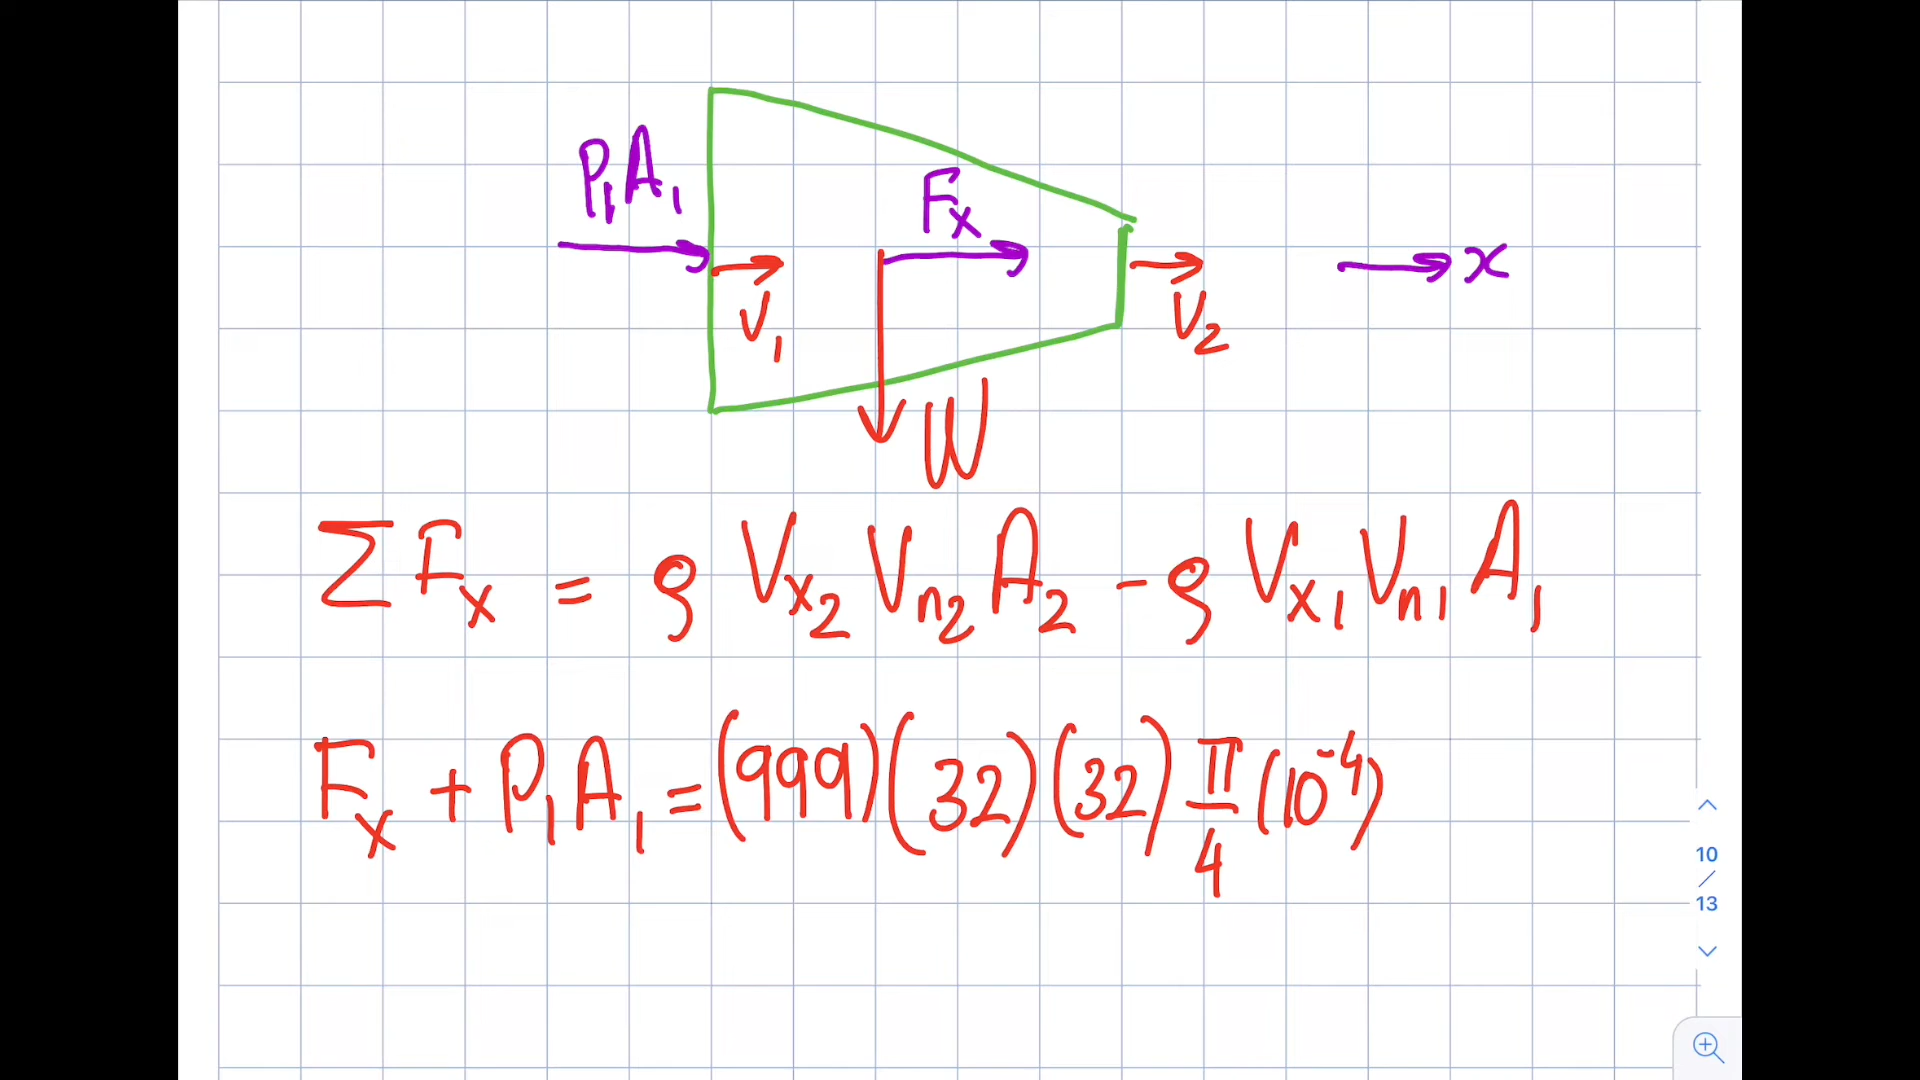 P₁A₁
Fₓ
V₁
V₂
x
W
ΣFₓ = ρ Vₓ₂ Vₙ₂ A₂ - ρ Vₓ₁ Vₙ₁ A₁
Fₓ + P₁A₁ = (999)(32)(32) π/4 (10⁻⁴)
10
/
13